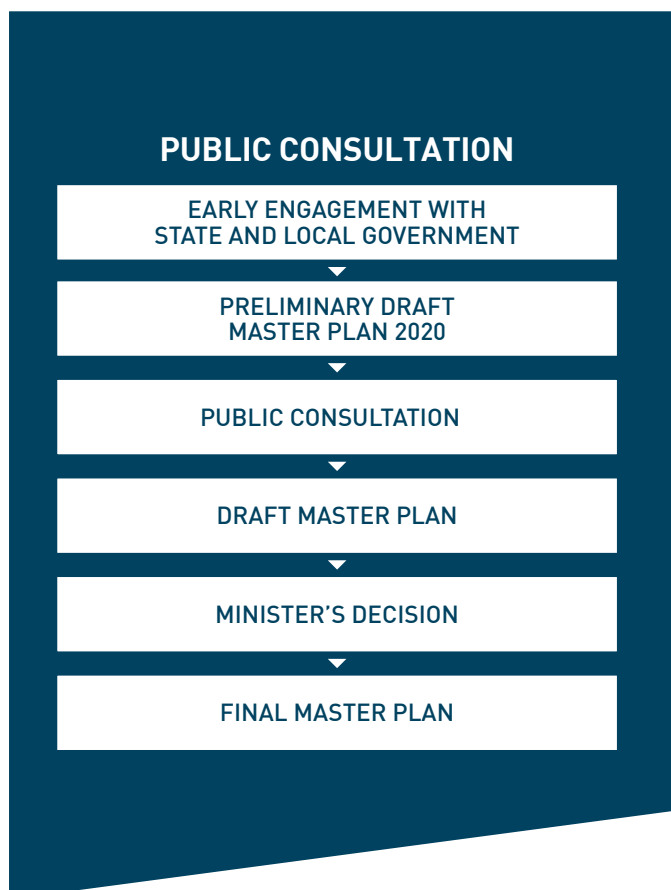 PUBLIC CONSULTATION
EARLY ENGAGEMENT WITH
STATE AND LOCAL GOVERNMENT
PRELIMINARY DRAFT
MASTER PLAN 2020
PUBLIC CONSULTATION
DRAFT MASTER PLAN
MINISTER’S DECISION
FINAL MASTER PLAN